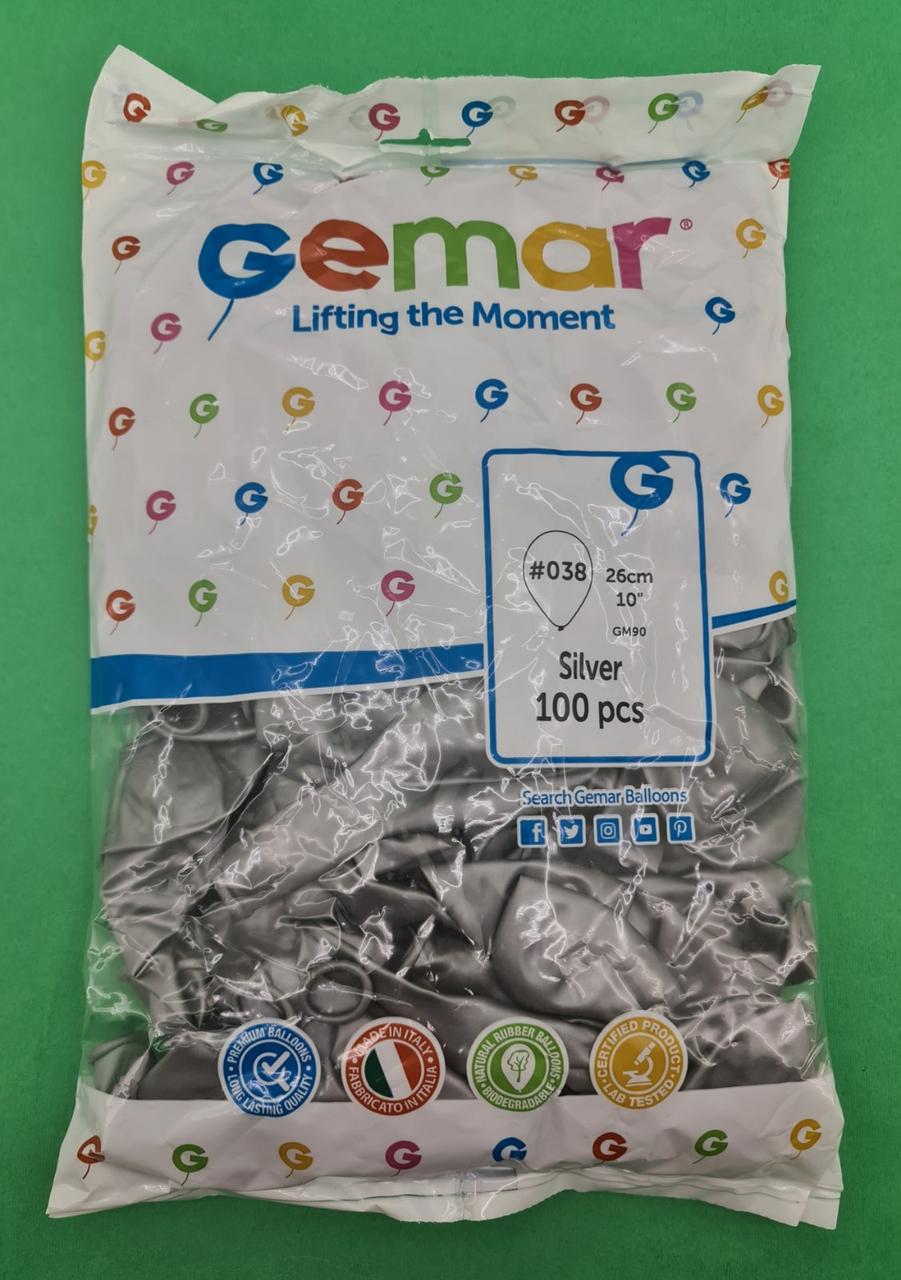 Gemar®
Lifting the Moment
#038
26cm
10"
GM90
Silver
100 pcs
Search Gemar Balloons
PREMIUM BALLOONS
LONG LASTING QUALITY
MADE IN ITALY
FABBRICATO IN ITALIA
NATURAL RUBBER BALLOONS
BIODEGRADABLE
CERTIFIED PRODUCT
LAB TESTED